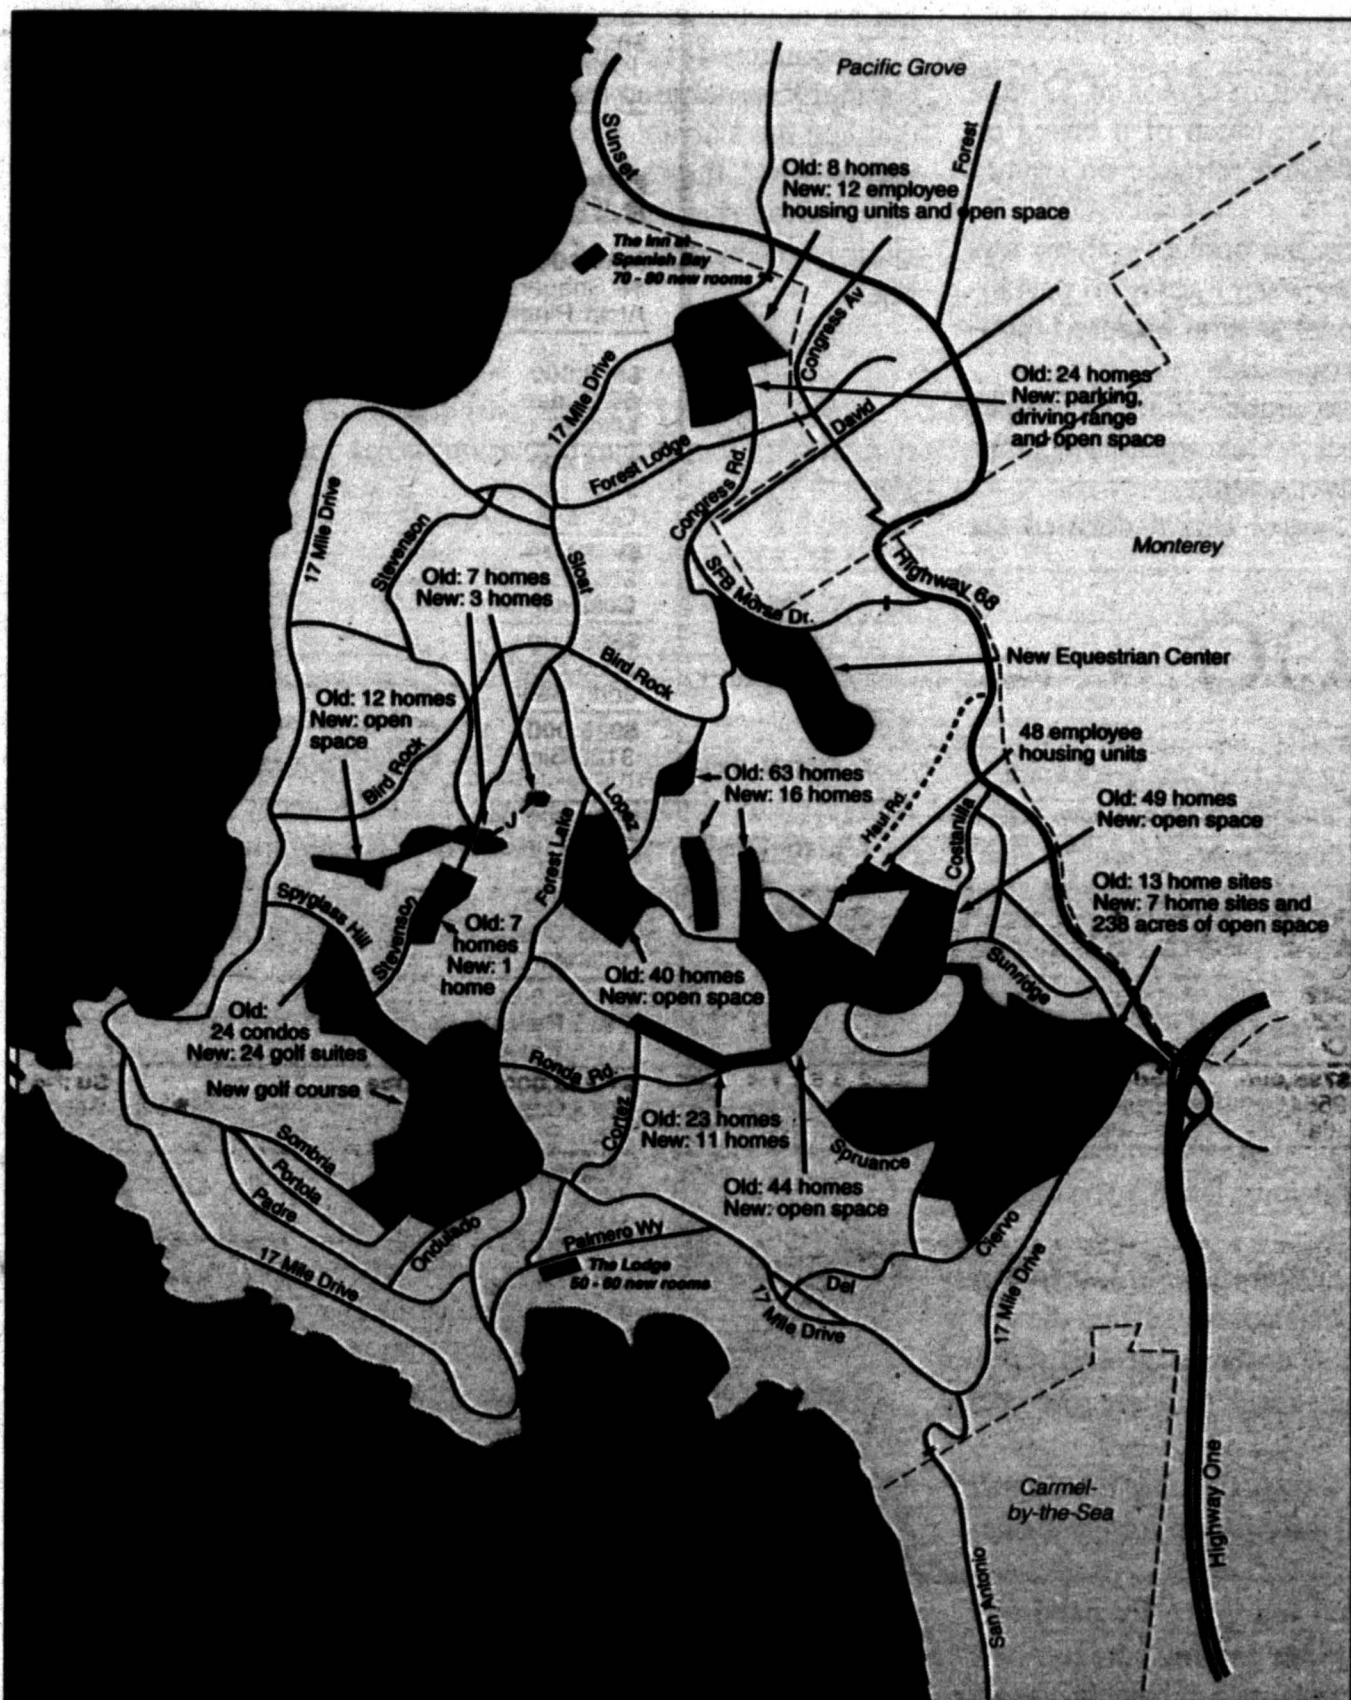 Pacific Grove
Sunset
Forest
Old: 8 homes
New: 12 employee
housing units and open space
The Inn at
Spanish Bay
70 - 80 new rooms
Congress Av
17 Mile Drive
Old: 24 homes
New: parking,
driving range
and open space
David
Forest Lodge
Congress Rd.
17 Mile Drive
Stevenson
Monterey
Highway 68
Sloat
Old: 7 homes
New: 3 homes
SFB Morse Dr.
New Equestrian Center
Bird Rock
Old: 12 homes
New: open
space
48 employee
housing units
Bird Rock
Old: 63 homes
New: 16 homes
Lopez
Haul Rd.
Costanilla
Old: 49 homes
New: open space
Forest Lake
Old: 13 home sites
New: 7 home sites and
238 acres of open space
Spyglass Hill
Stevenson
Old: 7
homes
New: 1
home
Old: 40 homes
New: open space
Sunridge
Old:
24 condos
New: 24 golf suites
Ronda Rd.
New golf course
Cortez
Old: 23 homes
New: 11 homes
Spruance
Sombria
Portola
Padre
Old: 44 homes
New: open space
Ondulado
Palmero Wy
Ciervo
17 Mile Drive
The Lodge
50 - 60 new rooms
Del
17 Mile Drive
17 Mile Drive
Carmel-
by-the-Sea
Highway One
San Antonio